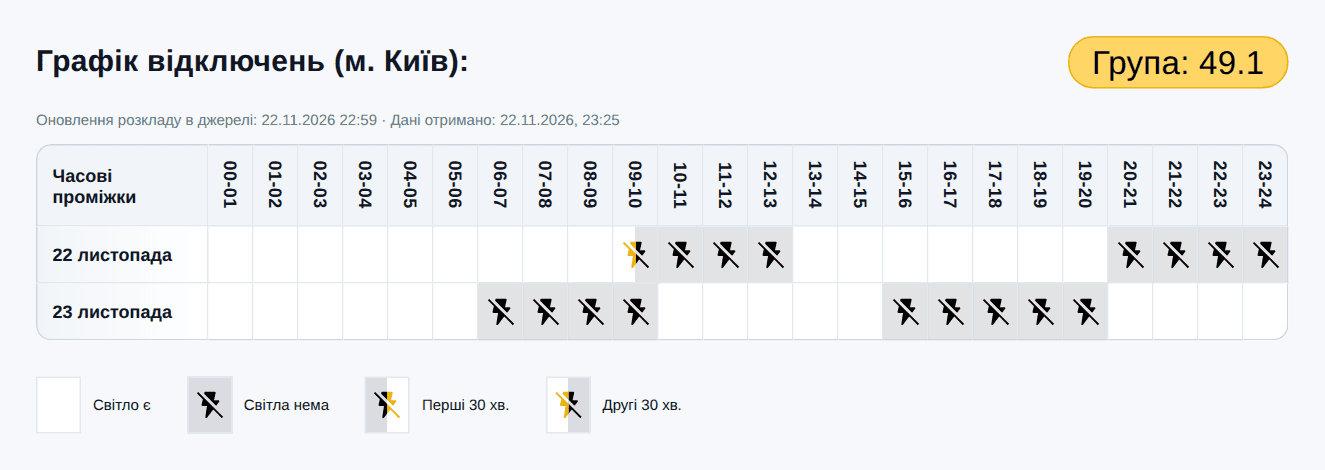 Графік відключень (м. Київ):
Група: 49.1
Оновлення розкладу в джерелі: 22.11.2026 22:59 · Дані отримано: 22.11.2026, 23:25
Часові
проміжки
00-01
01-02
02-03
03-04
04-05
05-06
06-07
07-08
08-09
09-10
10-11
11-12
12-13
13-14
14-15
15-16
16-17
17-18
18-19
19-20
20-21
21-22
22-23
23-24
22 листопада
23 листопада
Світло є
Світла нема
Перші 30 хв.
Другі 30 хв.